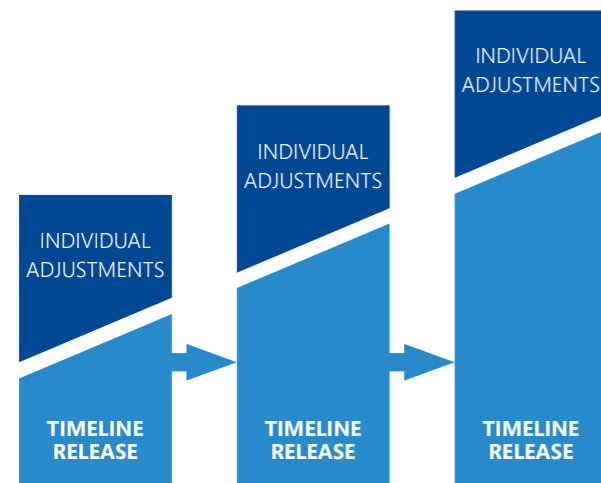 INDIVIDUAL
ADJUSTMENTS
TIMELINE
RELEASE
INDIVIDUAL
ADJUSTMENTS
TIMELINE
RELEASE
INDIVIDUAL
ADJUSTMENTS
TIMELINE
RELEASE